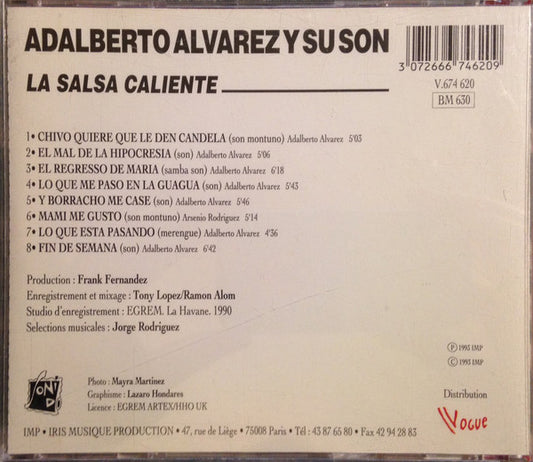 ADALBERTO ALVAREZ Y SU SON
LA SALSA CALIENTE
3 072666 746209
V.674 620
BM 630
1• CHIVO QUIERE QUE LE DEN CANDELA (son montuno) Adalberto Alvarez 5'03
2• EL MAL DE LA HIPOCRESIA (son) Adalberto Alvarez 5'06
3• EL REGRESSO DE MARIA (samba son) Adalberto Alvarez 6'18
4• LO QUE ME PASO EN LA GUAGUA (son) Adalberto Alvarez 5'43
5• Y BORRACHO ME CASE (son) Adalberto Alvarez 5'46
6• MAMI ME GUSTO (son montuno) Arsenio Rodriguez 5'14
7• LO QUE ESTA PASANDO (merengue) Adalberto Alvarez 4'36
8• FIN DE SEMANA (son) Adalberto Alvarez 6'42
Production : Frank Fernandez
Enregistrement et mixage : Tony Lopez/Ramon Alom
Studio d'enregistrement : EGREM. La Havane. 1990
Selections musicales : Jorge Rodriguez
Ⓟ 1993 IMP
© 1993 IMP
Photo : Mayra Martinez
Graphisme : Lazaro Hondares
Licence : EGREM ARTEX/HHO UK
Distribution
VOGUE
IMP • IRIS MUSIQUE PRODUCTION • 47, rue de Liège • 75008 Paris • Tel : 43 87 65 80 • Fax 42 94 28 83